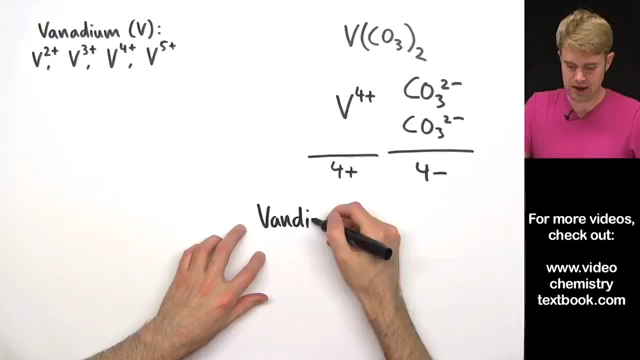 Vanadium (V):
V²⁺, V³⁺, V⁴⁺, V⁵⁺
V(CO₃)₂
V⁴⁺ CO₃²⁻
CO₃²⁻
4+ 4−
Vandi
For more videos,
check out:
www.video
chemistry
textbook.com